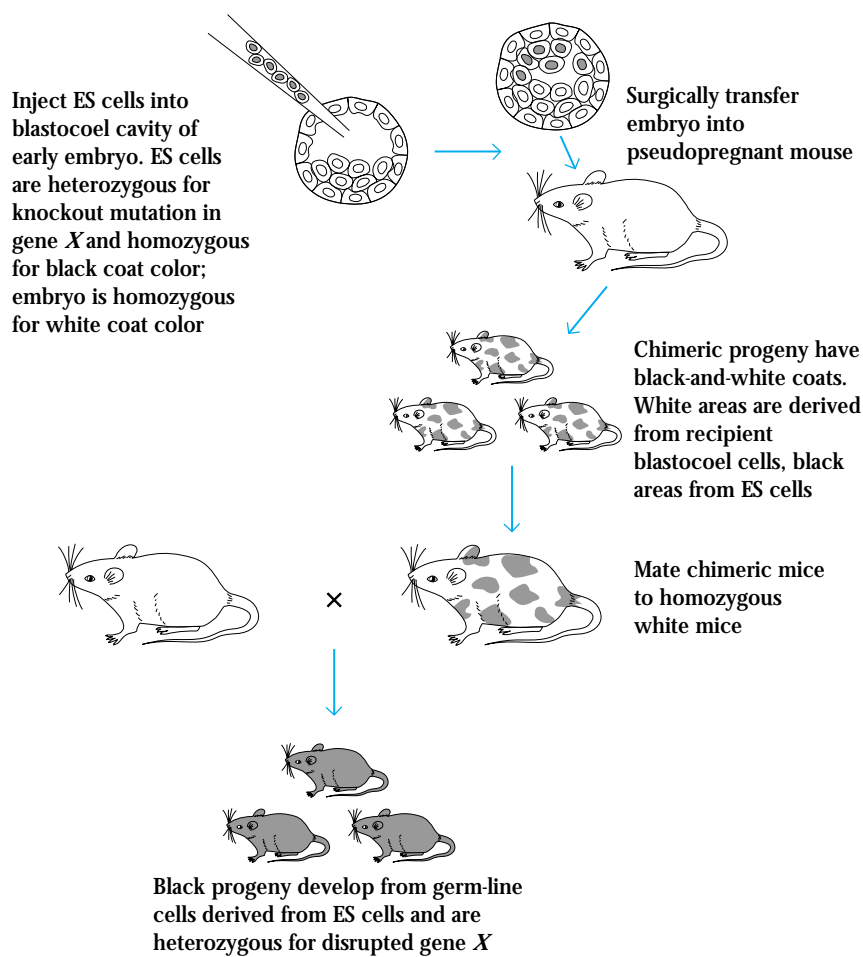 Inject ES cells into
blastocoel cavity of
early embryo. ES cells
are heterozygous for
knockout mutation in
gene X and homozygous
for black coat color;
embryo is homozygous
for white coat color
Surgically transfer
embryo into
pseudopregnant mouse
Chimeric progeny have
black-and-white coats.
White areas are derived
from recipient
blastocoel cells, black
areas from ES cells
×
Mate chimeric mice
to homozygous
white mice
Black progeny develop from germ-line
cells derived from ES cells and are
heterozygous for disrupted gene X